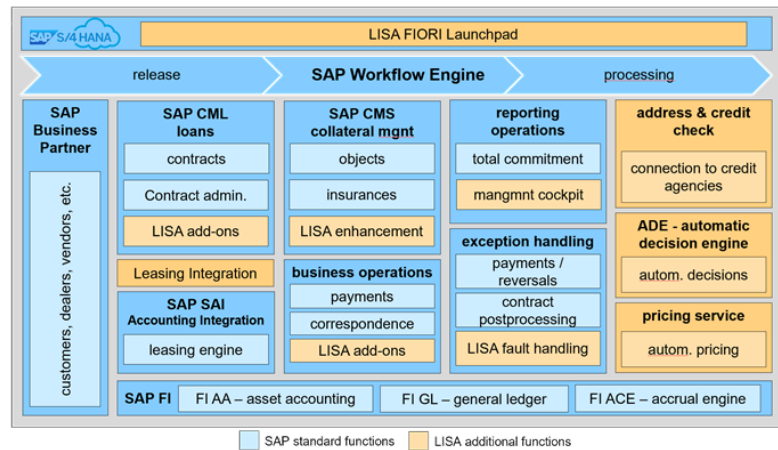 SAP S/4 HANA
LISA FIORI Launchpad
release
SAP Workflow Engine
processing
SAP
Business
Partner
customers, dealers, vendors, etc.
SAP CML
loans
contracts
Contract admin.
LISA add-ons
Leasing Integration
SAP SAI
Accounting Integration
leasing engine
SAP CMS
collateral mgnt
objects
insurances
LISA enhancement
business operations
payments
correspondence
LISA add-ons
reporting
operations
total commitment
mangmnt cockpit
exception handling
payments /
reversals
contract
postprocessing
LISA fault handling
address & credit
check
connection to credit
agencies
ADE - automatic
decision engine
autom. decisions
pricing service
autom. pricing
SAP FI
FI AA – asset accounting
FI GL – general ledger
FI ACE – accrual engine
SAP standard functions
LISA additional functions